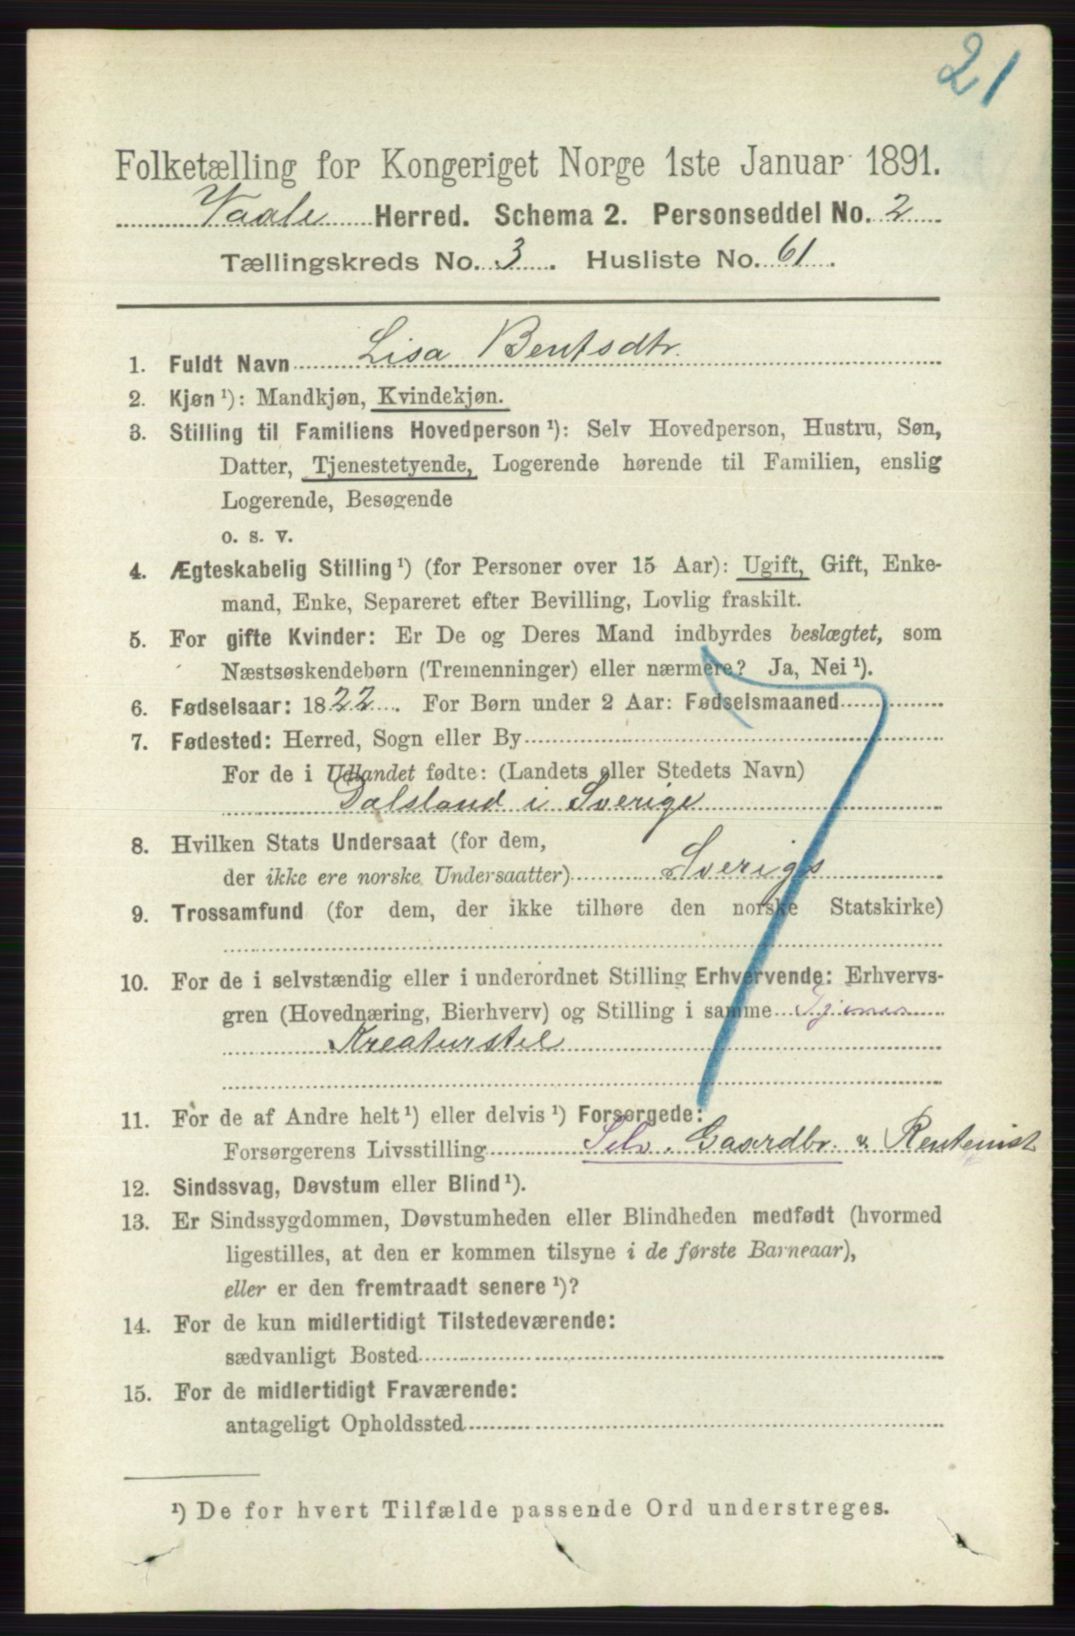 21
Folketælling for Kongeriget Norge 1ste Januar 1891.
Vaale Herred. Schema 2. Personseddel No. 2
Tællingskreds No. 3. Husliste No. 61.
1. Fuldt Navn Lisa Bentsdtr.
2. Kjøn ¹): Mandkjøn, Kvindekjøn.
3. Stilling til Familiens Hovedperson ¹): Selv Hovedperson, Hustru, Søn,
Datter, Tjenestetyende, Logerende hørende til Familien, enslig
Logerende, Besøgende
o. s. v.
4. Ægteskabelig Stilling ¹) (for Personer over 15 Aar): Ugift, Gift, Enke-
mand, Enke, Separeret efter Bevilling, Lovlig fraskilt.
5. For gifte Kvinder: Er De og Deres Mand indbyrdes beslægtet, som
Næstsøskendebørn (Tremenninger) eller nærmere? Ja, Nei ¹).
6. Fødselsaar: 1822. For Børn under 2 Aar: Fødselsmaaned
7. Fødested: Herred, Sogn eller By
For de i Udlandet fødte: (Landets eller Stedets Navn)
Dalsland i Sverige
8. Hvilken Stats Undersaat (for dem,
der ikke ere norske Undersaatter) Sverigs
9. Trossamfund (for dem, der ikke tilhøre den norske Statskirke)
10. For de i selvstændig eller i underordnet Stilling Erhvervende: Erhvervs-
gren (Hovednæring, Bierhverv) og Stilling i samme
Kreaturstel
11. For de af Andre helt ¹) eller delvis ¹) Forsørgede:
Forsørgerens Livsstilling Selv. Gaardbr. v. Rentenist
12. Sindssvag, Døvstum eller Blind ¹).
13. Er Sindssygdommen, Døvstumheden eller Blindheden medfødt (hvormed
ligestilles, at den er kommen tilsyne i de første Barneaar),
eller er den fremtraadt senere ¹)?
14. For de kun midlertidigt Tilstedeværende:
sædvanligt Bosted
15. For de midlertidigt Fraværende:
antageligt Opholdssted
¹) De for hvert Tilfælde passende Ord understreges.